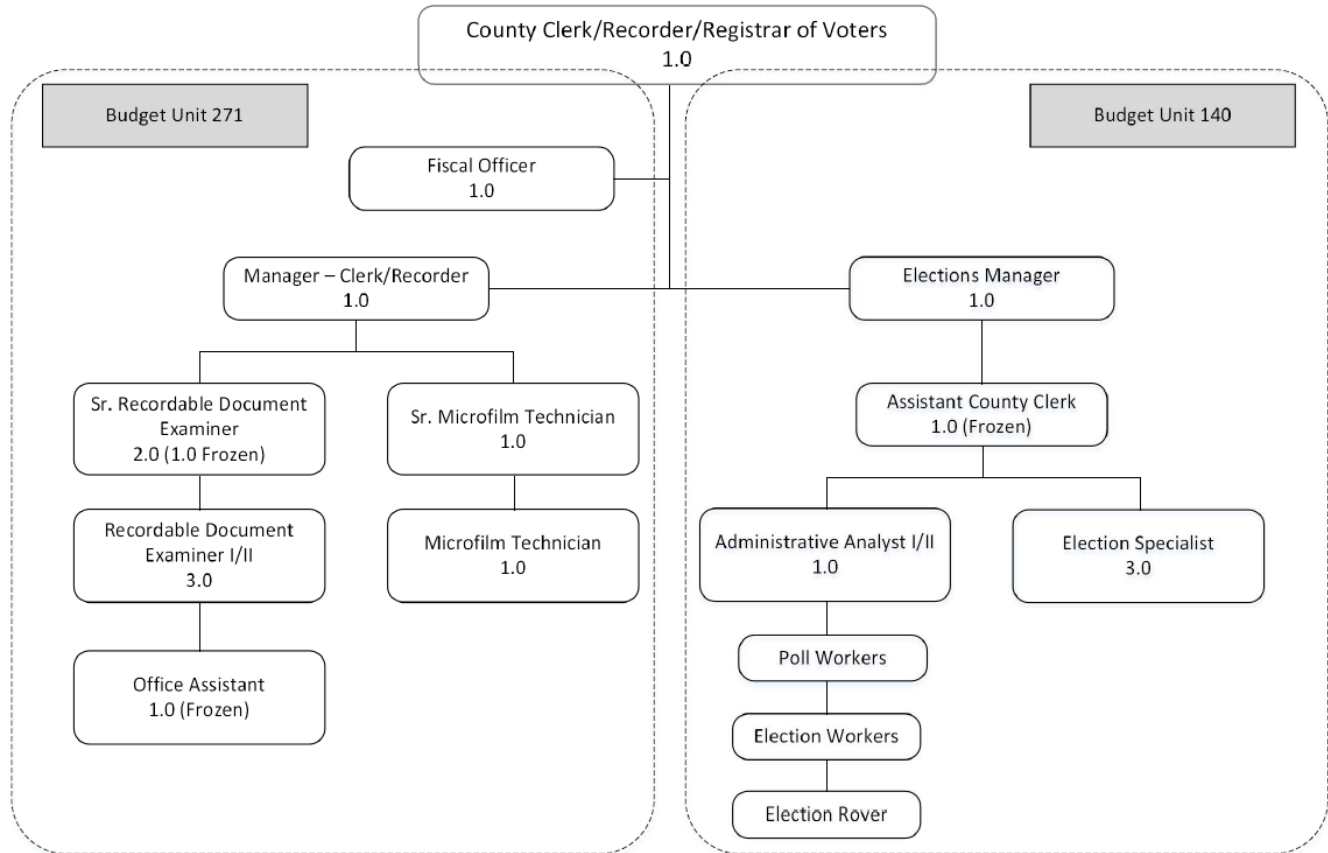 County Clerk/Recorder/Registrar of Voters
1.0
Budget Unit 271
Budget Unit 140
Fiscal Officer
1.0
Manager – Clerk/Recorder
1.0
Elections Manager
1.0
Sr. Recordable Document
Examiner
2.0 (1.0 Frozen)
Sr. Microfilm Technician
1.0
Assistant County Clerk
1.0 (Frozen)
Recordable Document
Examiner I/II
3.0
Microfilm Technician
1.0
Administrative Analyst I/II
1.0
Election Specialist
3.0
Poll Workers
Office Assistant
1.0 (Frozen)
Election Workers
Election Rover